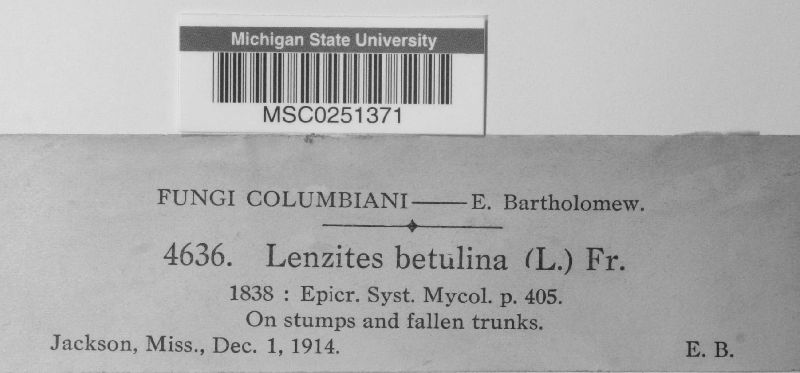 Michigan State University
MSC0251371
FUNGI COLUMBIANI——E. Bartholomew.
4636. Lenzites betulina (L.) Fr.
1838 : Epicr. Syst. Mycol. p. 405.
On stumps and fallen trunks.
Jackson, Miss., Dec. 1, 1914. E. B.